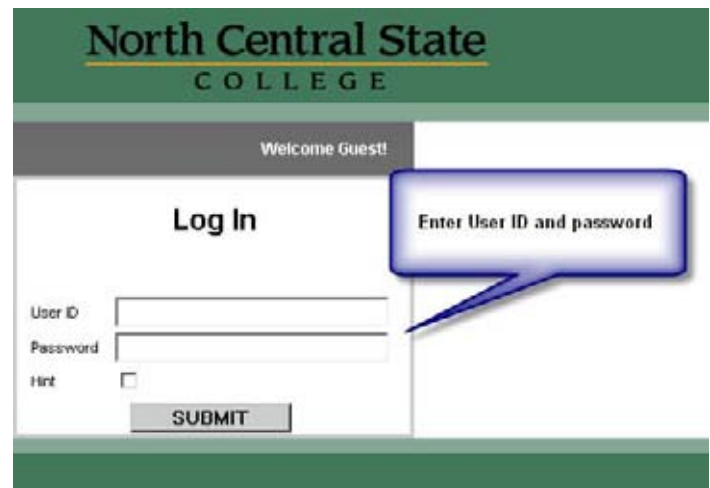 North Central State
COLLEGE
Welcome Guest!
Log In
Enter User ID and password
User ID
Password
Hint
SUBMIT